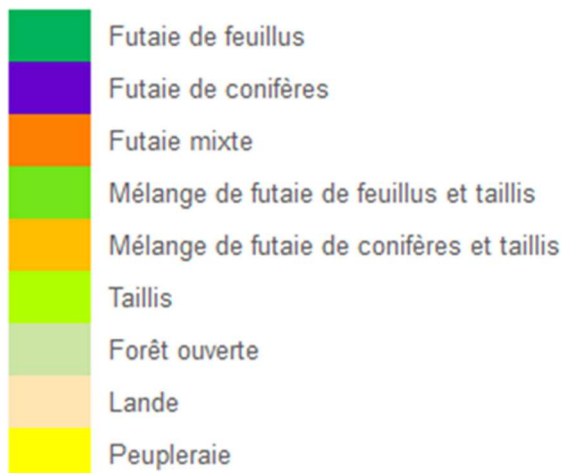 Futaie de feuillus
Futaie de conifères
Futaie mixte
Mélange de futaie de feuillus et taillis
Mélange de futaie de conifères et taillis
Taillis
Forêt ouverte
Lande
Peupleraie